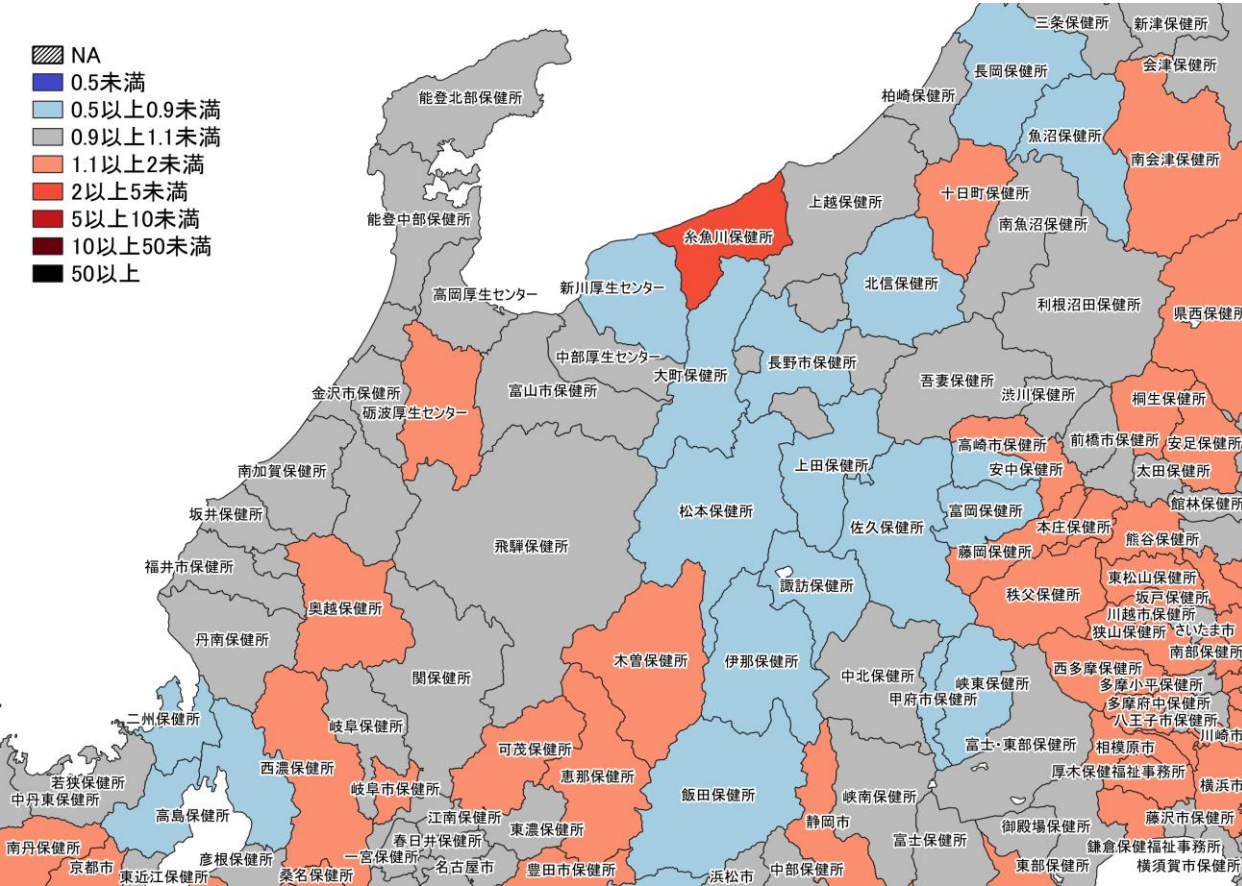 NA
0.5未満
0.5以上0.9未満
0.9以上1.1未満
1.1以上2未満
2以上5未満
5以上10未満
10以上50未満
50以上
三条保健所
新津保健所
会津保健所
長岡保健所
柏崎保健所
能登北部保健所
魚沼保健所
南会津保健所
十日町保健所
上越保健所
南魚沼保健所
能登中部保健所
糸魚川保健所
北信保健所
新川厚生センター
高岡厚生センター
利根沼田保健所
県西保健所
中部厚生センター
長野市保健所
大町保健所
富山市保健所
吾妻保健所
渋川保健所
金沢市保健所
砺波厚生センター
桐生保健所
高崎市保健所
前橋市保健所
安足保健所
南加賀保健所
上田保健所
安中保健所
太田保健所
館林保健所
坂井保健所
松本保健所
佐久保健所
富岡保健所
本庄保健所
熊谷保健所
飛騨保健所
藤岡保健所
福井市保健所
東松山保健所
諏訪保健所
秩父保健所
坂戸保健所
奥越保健所
川越市保健所
狭山保健所
さいたま市
丹南保健所
南部保健所
木曽保健所
伊那保健所
西多摩保健所
関保健所
中北保健所
峡東保健所
多摩小平保健所
甲府市保健所
多摩府中保健所
二州保健所
岐阜保健所
八王子市保健所
川崎市
富士・東部保健所
可茂保健所
相模原市
西濃保健所
恵那保健所
厚木保健福祉事務所
若狭保健所
岐阜市保健所
飯田保健所
峡南保健所
横浜市
中丹東保健所
高島保健所
江南保健所
静岡市
藤沢市保健所
東濃保健所
御殿場保健所
春日井保健所
富士保健所
南丹保健所
鎌倉保健福祉事務所
彦根保健所
一宮保健所
京都市
名古屋市
豊田市保健所
中部保健所
東部保健所
横須賀市保健所
東近江保健所
桑名保健所
浜松市